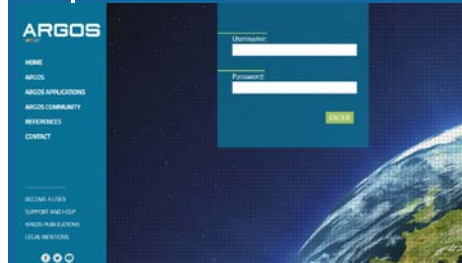 ARGOS
HOME
ARGOS
ARGOS APPLICATIONS
ARGOS COMMUNITY
REFERENCES
CONTACT
BECOME A USER
SUPPORT AND HELP
ARGOS PUBLICATIONS
LEGAL MENTIONS
Username:
Password:
ENTER